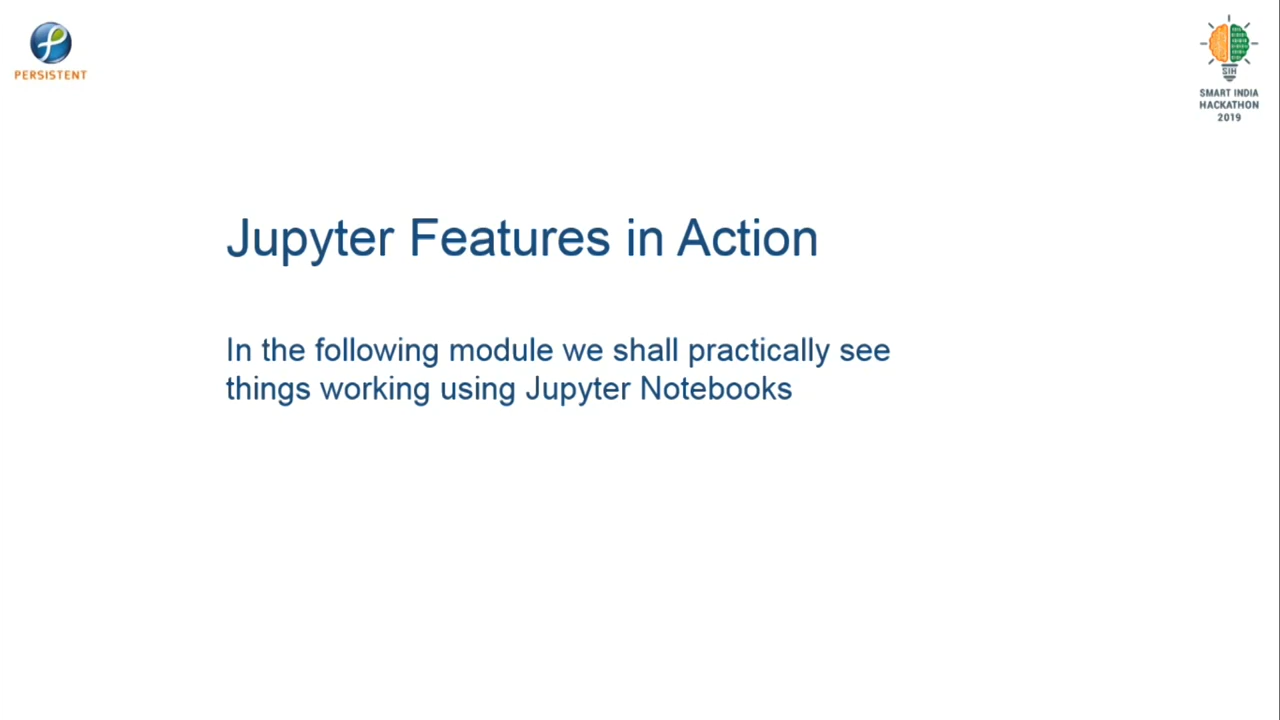 PERSISTENT
SIH
SMART INDIA
HACKATHON
2019
Jupyter Features in Action
In the following module we shall practically see
things working using Jupyter Notebooks